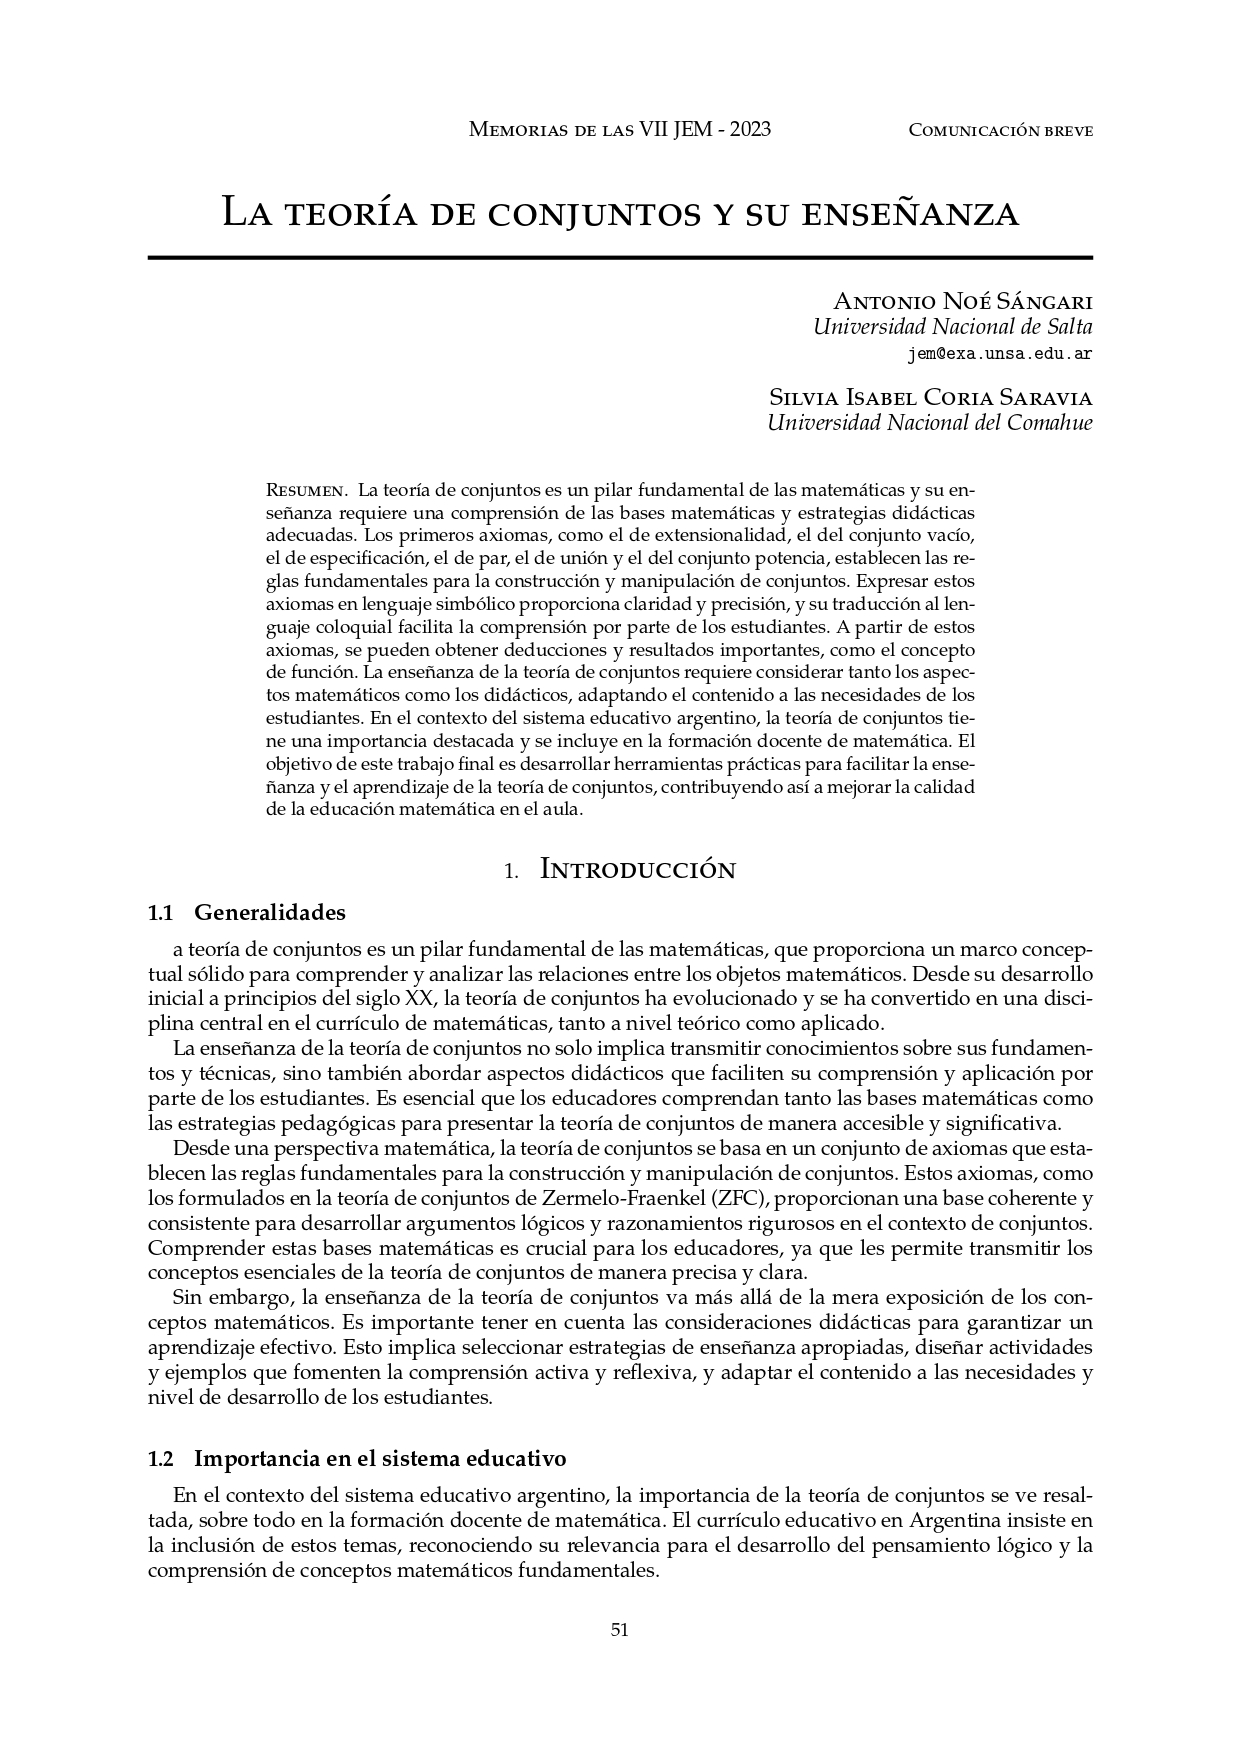 Memorias de las VII JEM - 2023 Comunicación breve
La teoría de conjuntos y su enseñanza
Antonio Noé Sángari
Universidad Nacional de Salta
jem@exa.unsa.edu.ar
Silvia Isabel Coria Saravia
Universidad Nacional del Comahue
Resumen. La teoría de conjuntos es un pilar fundamental de las matemáticas y su en-
señanza requiere una comprensión de las bases matemáticas y estrategias didácticas
adecuadas. Los primeros axiomas, como el de extensionalidad, el del conjunto vacío,
el de especificación, el de par, el de unión y el del conjunto potencia, establecen las re-
glas fundamentales para la construcción y manipulación de conjuntos. Expresar estos
axiomas en lenguaje simbólico proporciona claridad y precisión, y su traducción al len-
guaje coloquial facilita la comprensión por parte de los estudiantes. A partir de estos
axiomas, se pueden obtener deducciones y resultados importantes, como el concepto
de función. La enseñanza de la teoría de conjuntos requiere considerar tanto los aspec-
tos matemáticos como los didácticos, adaptando el contenido a las necesidades de los
estudiantes. En el contexto del sistema educativo argentino, la teoría de conjuntos tie-
ne una importancia destacada y se incluye en la formación docente de matemática. El
objetivo de este trabajo final es desarrollar herramientas prácticas para facilitar la ense-
ñanza y el aprendizaje de la teoría de conjuntos, contribuyendo así a mejorar la calidad
de la educación matemática en el aula.
1. Introducción
1.1 Generalidades
a teoría de conjuntos es un pilar fundamental de las matemáticas, que proporciona un marco concep-
tual sólido para comprender y analizar las relaciones entre los objetos matemáticos. Desde su desarrollo
inicial a principios del siglo XX, la teoría de conjuntos ha evolucionado y se ha convertido en una disci-
plina central en el currículo de matemáticas, tanto a nivel teórico como aplicado.
La enseñanza de la teoría de conjuntos no solo implica transmitir conocimientos sobre sus fundamen-
tos y técnicas, sino también abordar aspectos didácticos que faciliten su comprensión y aplicación por
parte de los estudiantes. Es esencial que los educadores comprendan tanto las bases matemáticas como
las estrategias pedagógicas para presentar la teoría de conjuntos de manera accesible y significativa.
Desde una perspectiva matemática, la teoría de conjuntos se basa en un conjunto de axiomas que esta-
blecen las reglas fundamentales para la construcción y manipulación de conjuntos. Estos axiomas, como
los formulados en la teoría de conjuntos de Zermelo-Fraenkel (ZFC), proporcionan una base coherente y
consistente para desarrollar argumentos lógicos y razonamientos rigurosos en el contexto de conjuntos.
Comprender estas bases matemáticas es crucial para los educadores, ya que les permite transmitir los
conceptos esenciales de la teoría de conjuntos de manera precisa y clara.
Sin embargo, la enseñanza de la teoría de conjuntos va más allá de la mera exposición de los con-
ceptos matemáticos. Es importante tener en cuenta las consideraciones didácticas para garantizar un
aprendizaje efectivo. Esto implica seleccionar estrategias de enseñanza apropiadas, diseñar actividades
y ejemplos que fomenten la comprensión activa y reflexiva, y adaptar el contenido a las necesidades y
nivel de desarrollo de los estudiantes.
1.2 Importancia en el sistema educativo
En el contexto del sistema educativo argentino, la importancia de la teoría de conjuntos se ve resal-
tada, sobre todo en la formación docente de matemática. El currículo educativo en Argentina insiste en
la inclusión de estos temas, reconociendo su relevancia para el desarrollo del pensamiento lógico y la
comprensión de conceptos matemáticos fundamentales.
51